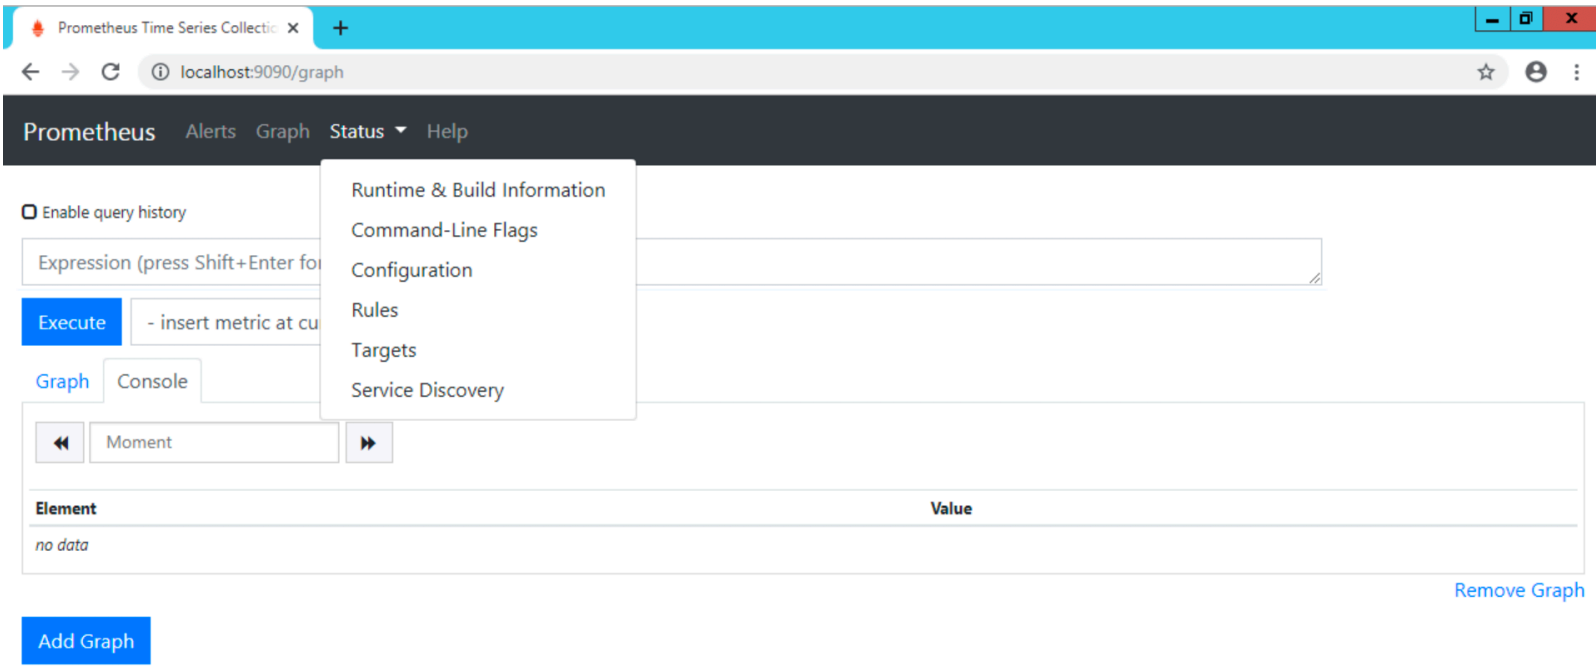 Prometheus Time Series Collectio
localhost:9090/graph
Prometheus Alerts Graph Status Help
Runtime & Build Information
Enable query history
Command-Line Flags
Expression (press Shift+Enter for
Configuration
Rules
Execute - insert metric at cu
Targets
Graph Console
Service Discovery
Moment
Element Value
no data
Remove Graph
Add Graph